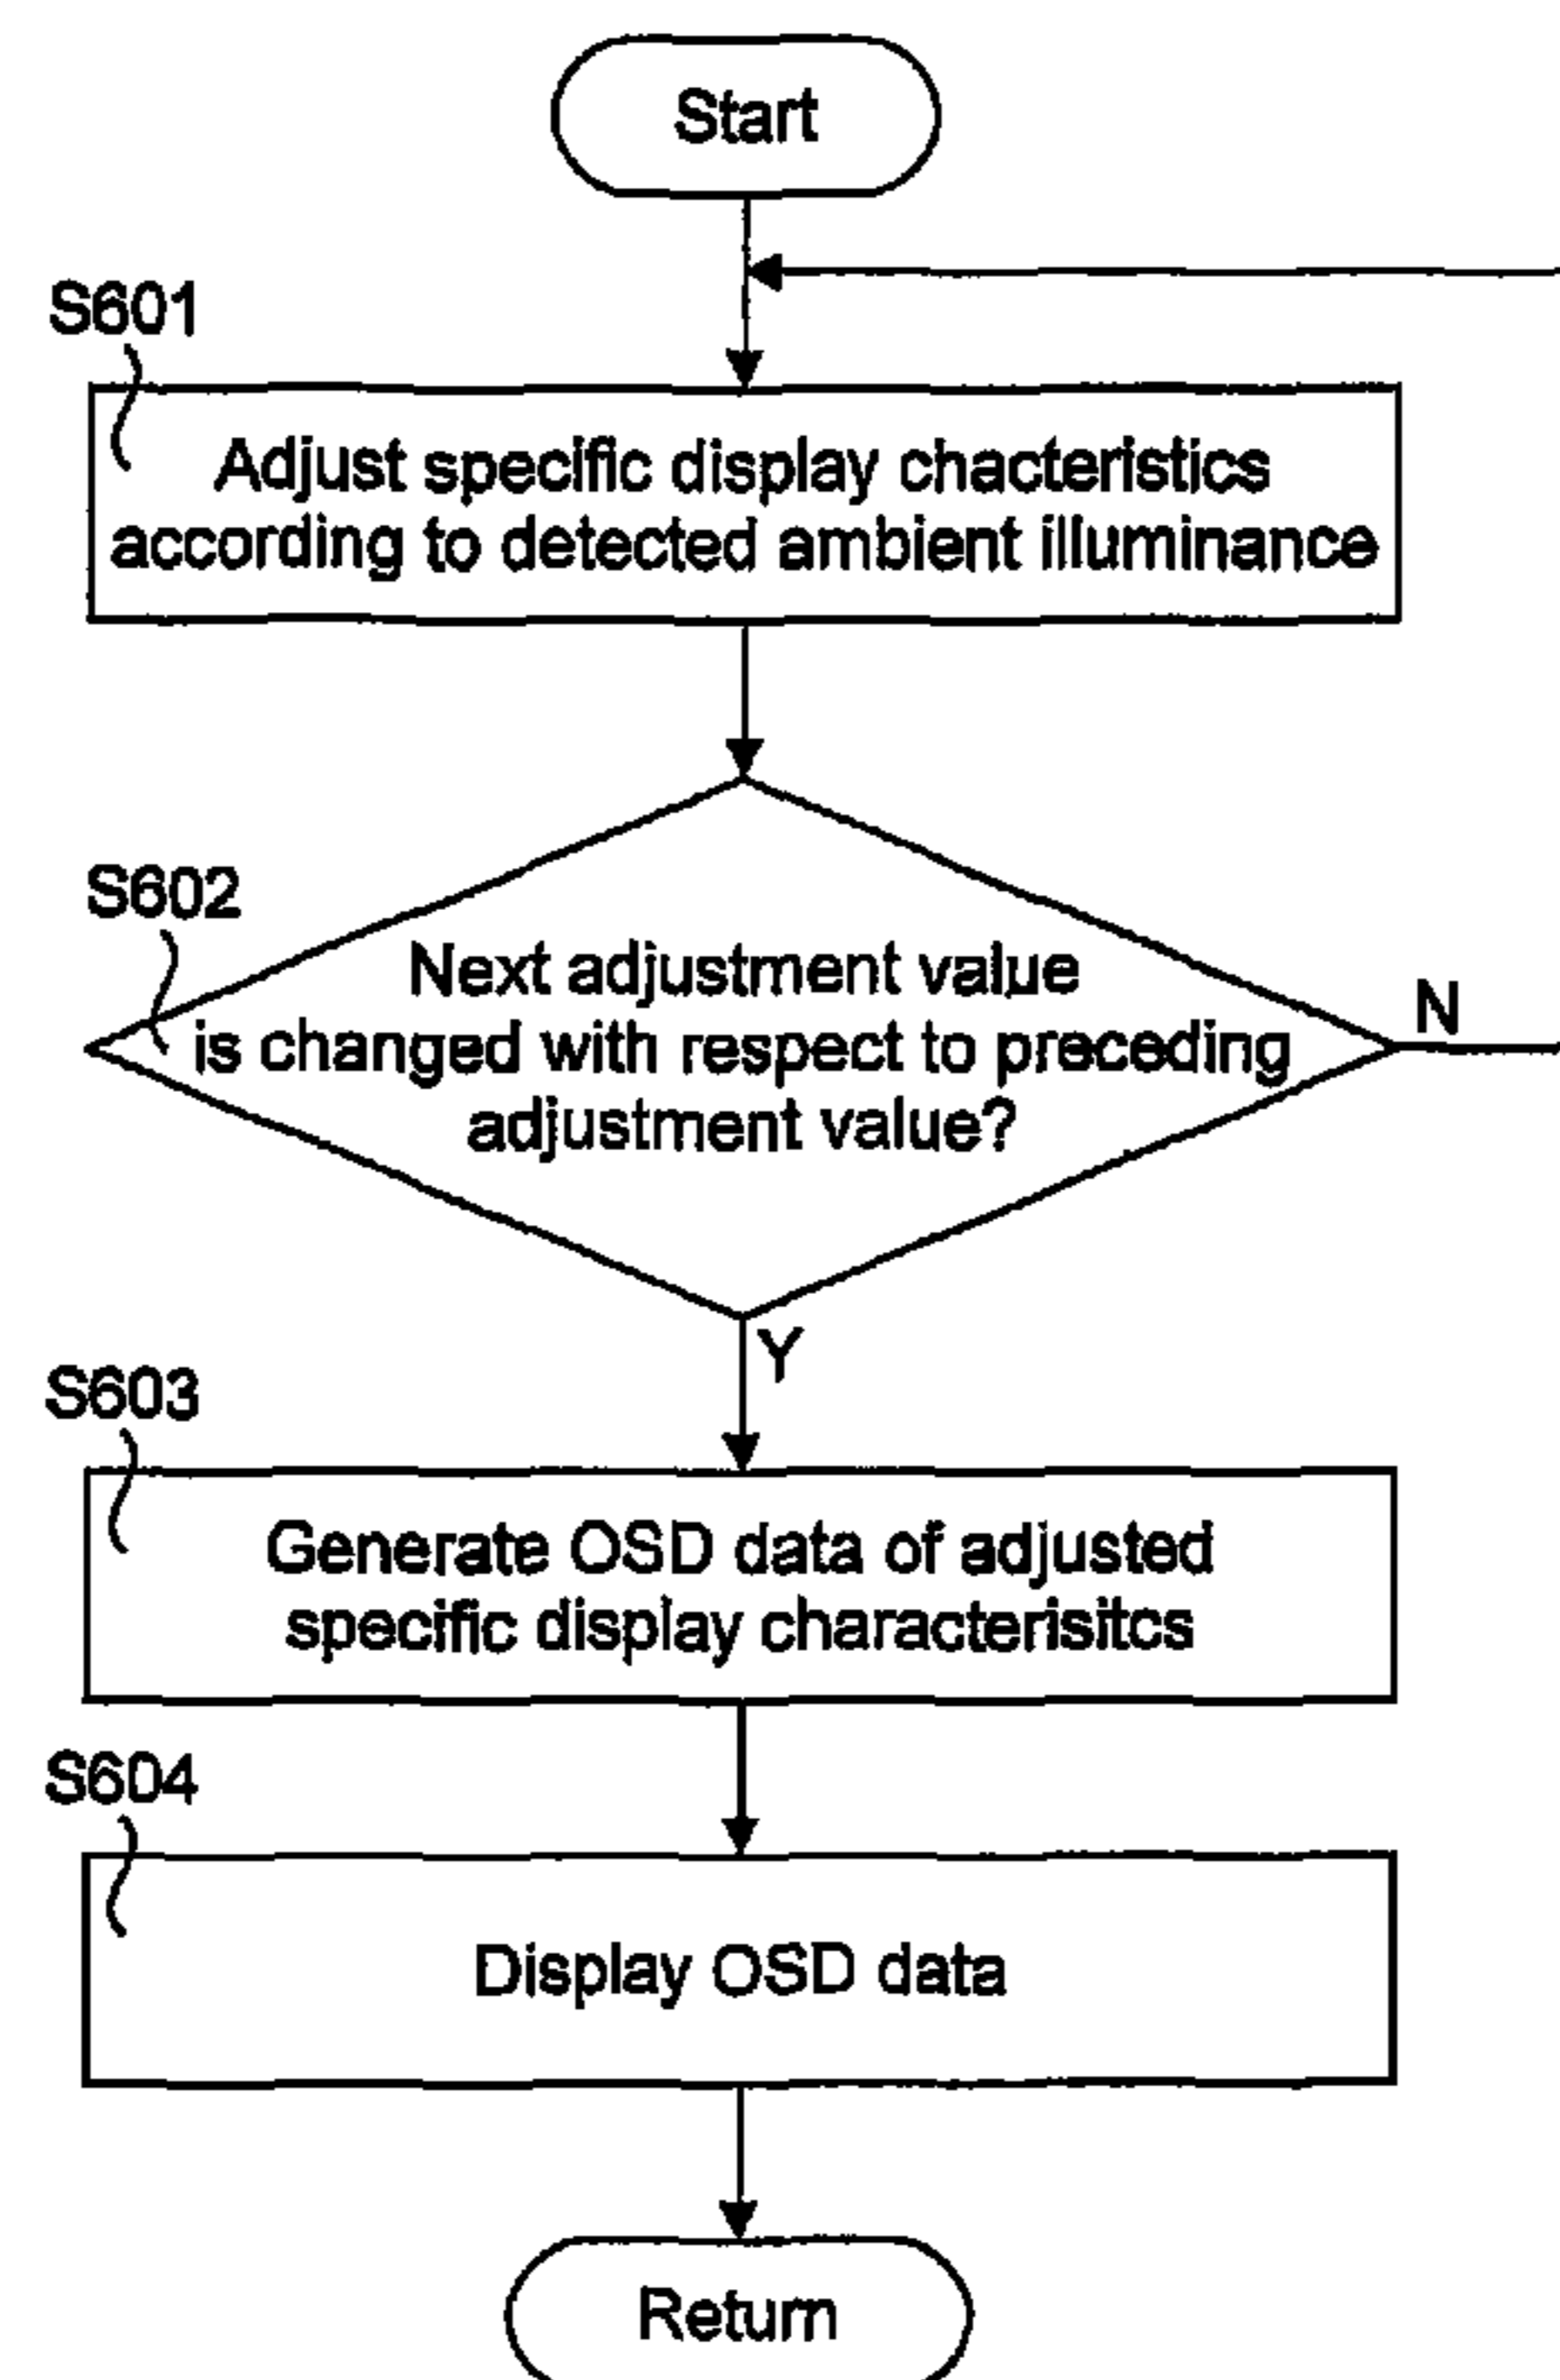 Start
S601
Adjust specific display chacteristics
according to detected ambient illuminance
S602
Next adjustment value
is changed with respect to preceding
adjustment value?
N
Y
S603
Generate OSD data of adjusted
specific display characterisitcs
S604
Display OSD data
Return